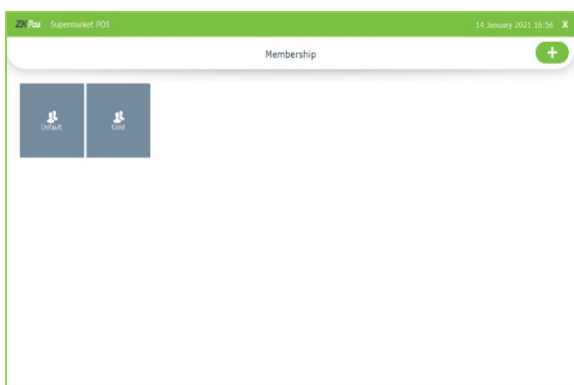 ZKPos Supermarket POS 14 January 2021 16:56 X
Membership +
Default Gold